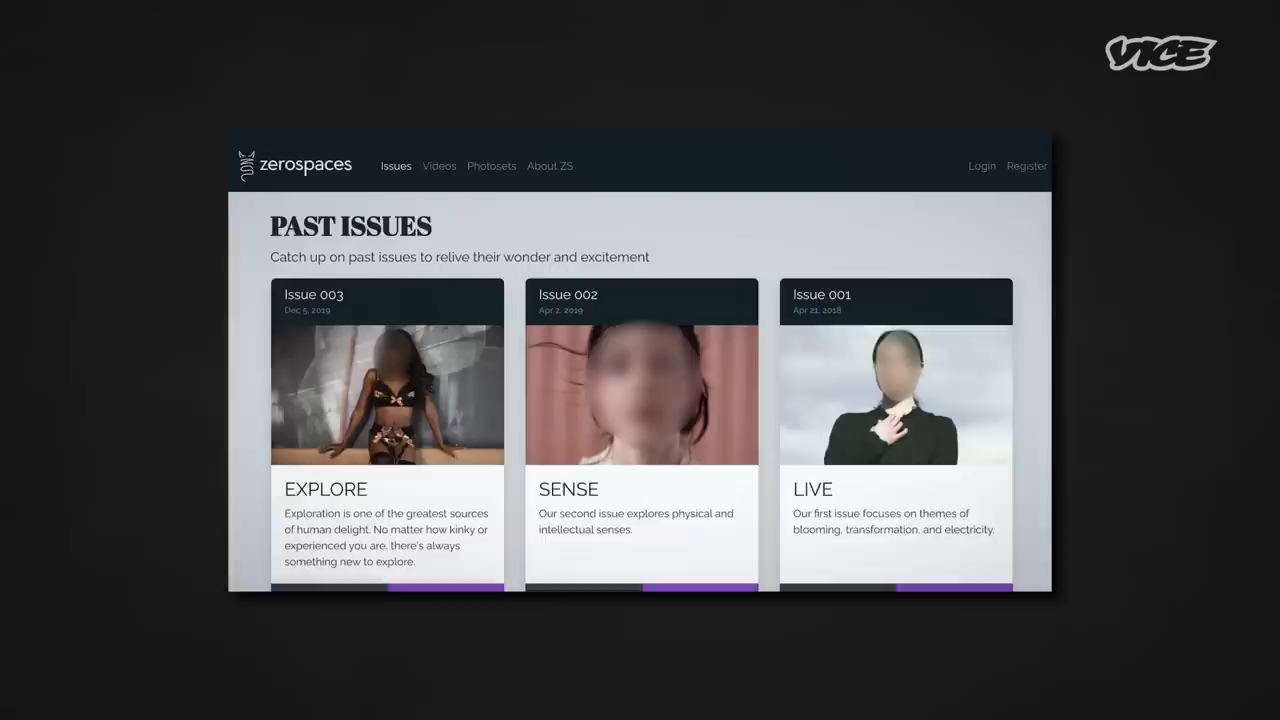 VICE
zerospaces
Issues Videos Photosets About ZS
Login Register
PAST ISSUES
Catch up on past issues to relive their wonder and excitement
Issue 003
Dec 5, 2019
EXPLORE
Exploration is one of the greatest sources
of human delight. No matter how kinky or
experienced you are, there's always
something new to explore.
Issue 002
Apr 2, 2019
SENSE
Our second issue explores physical and
intellectual senses.
Issue 001
Apr 21, 2018
LIVE
Our first issue focuses on themes of
blooming, transformation, and electricity.